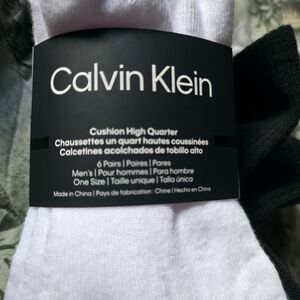 Calvin Klein
Cushion High Quarter
Chaussettes un quart hautes coussinées
Calcetines acolchados de tobillo alto
6 Pairs | Paires | Pares
Men's | Pour hommes | Para hombre
One Size | Taille unique | Talla única
Made in China | Pays de fabrication : Chine | Hecho en China